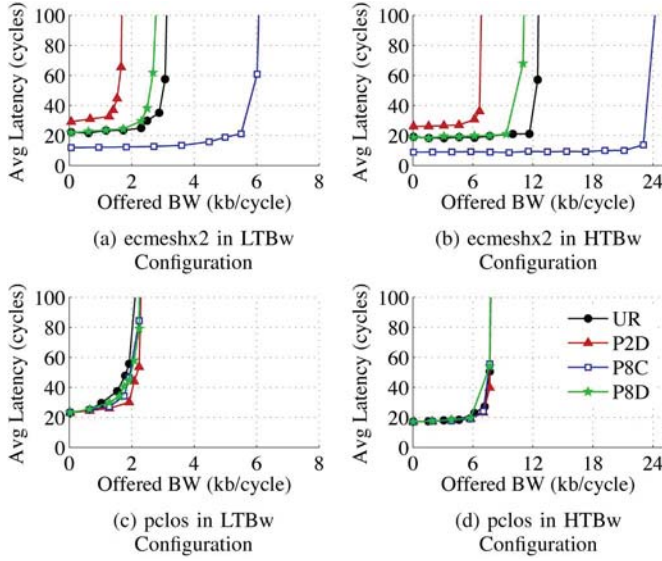 100
80
60
40
20
0
0 2 4 6 8
Avg Latency (cycles)
Offered BW (kb/cycle)
(a) ecmeshx2 in LTBw
Configuration
100
80
60
40
20
0
0 6 12 18 24
Avg Latency (cycles)
Offered BW (kb/cycle)
(b) ecmeshx2 in HTBw
Configuration
100
80
60
40
20
0
0 2 4 6 8
Avg Latency (cycles)
Offered BW (kb/cycle)
(c) pclos in LTBw
Configuration
100
80
60
40
20
0
0 6 12 18 24
Avg Latency (cycles)
Offered BW (kb/cycle)
UR
P2D
P8C
P8D
(d) pclos in HTBw
Configuration